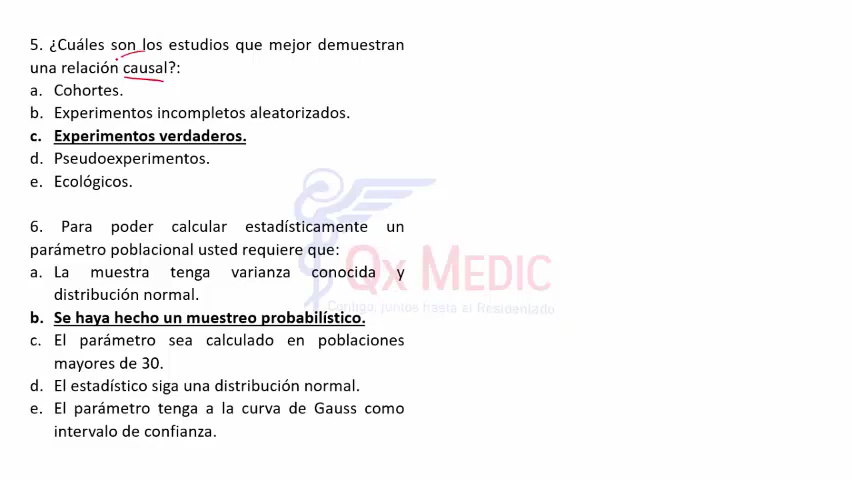 5. ¿Cuáles son los estudios que mejor demuestran
una relación causal?:
a. Cohortes.
b. Experimentos incompletos aleatorizados.
c. Experimentos verdaderos.
d. Pseudoexperimentos.
e. Ecológicos.
6. Para poder calcular estadísticamente un
parámetro poblacional usted requiere que:
a. La muestra tenga varianza conocida y
distribución normal.
b. Se haya hecho un muestreo probabilístico.
c. El parámetro sea calculado en poblaciones
mayores de 30.
d. El estadístico siga una distribución normal.
e. El parámetro tenga a la curva de Gauss como
intervalo de confianza.
Qx MEDIC
Contigo, juntos hasta el Residentado